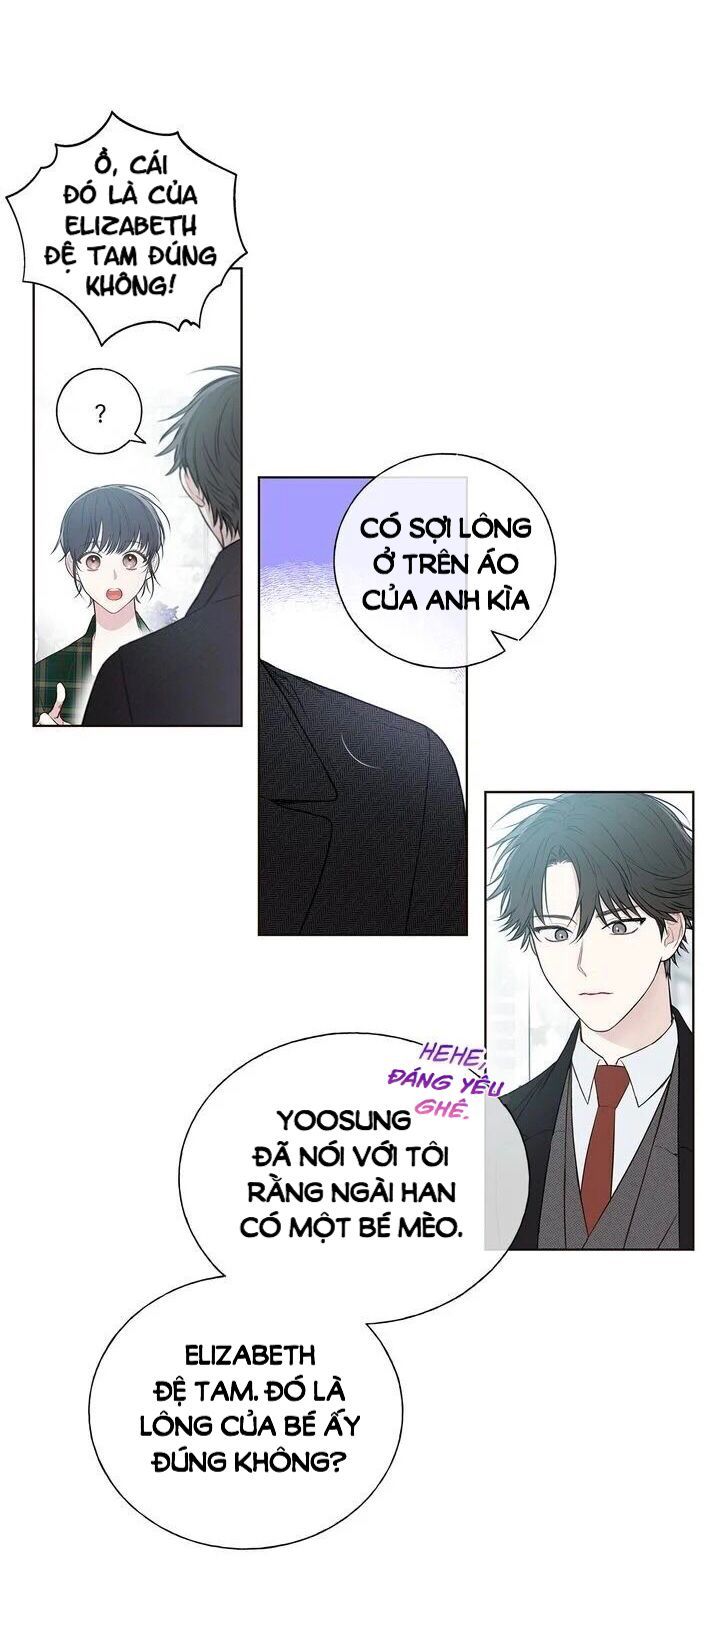 Ồ, CÁI
ĐÓ LÀ CỦA
ELIZABETH
ĐỆ TAM ĐÚNG
KHÔNG!
?
CÓ SỢI LÔNG
Ở TRÊN ÁO
CỦA ANH KÌA
HEHE,
ĐÁNG YÊU
GHÊ.
YOOSUNG
ĐÃ NÓI VỚI TÔI
RẰNG NGÀI HAN
CÓ MỘT BÉ MÈO.
ELIZABETH
ĐỆ TAM. ĐÓ LÀ
LÔNG CỦA BÉ ẤY
ĐÚNG KHÔNG?